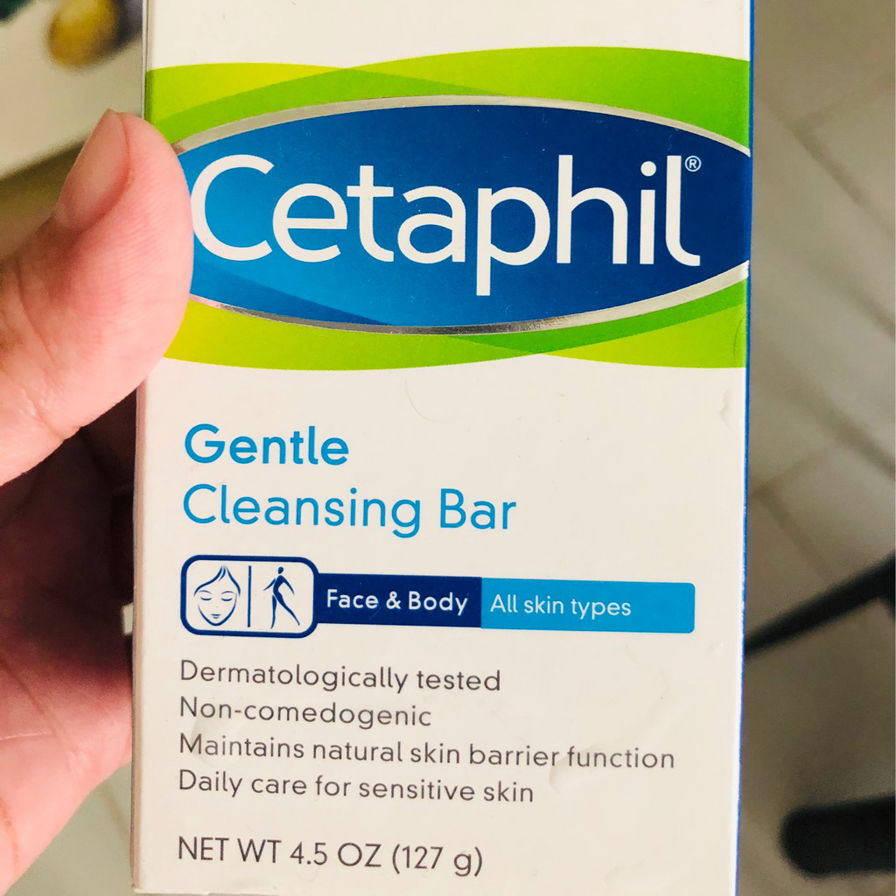 Cetaphil®
Gentle
Cleansing Bar
Face & Body All skin types
Dermatologically tested
Non-comedogenic
Maintains natural skin barrier function
Daily care for sensitive skin
NET WT 4.5 OZ (127 g)